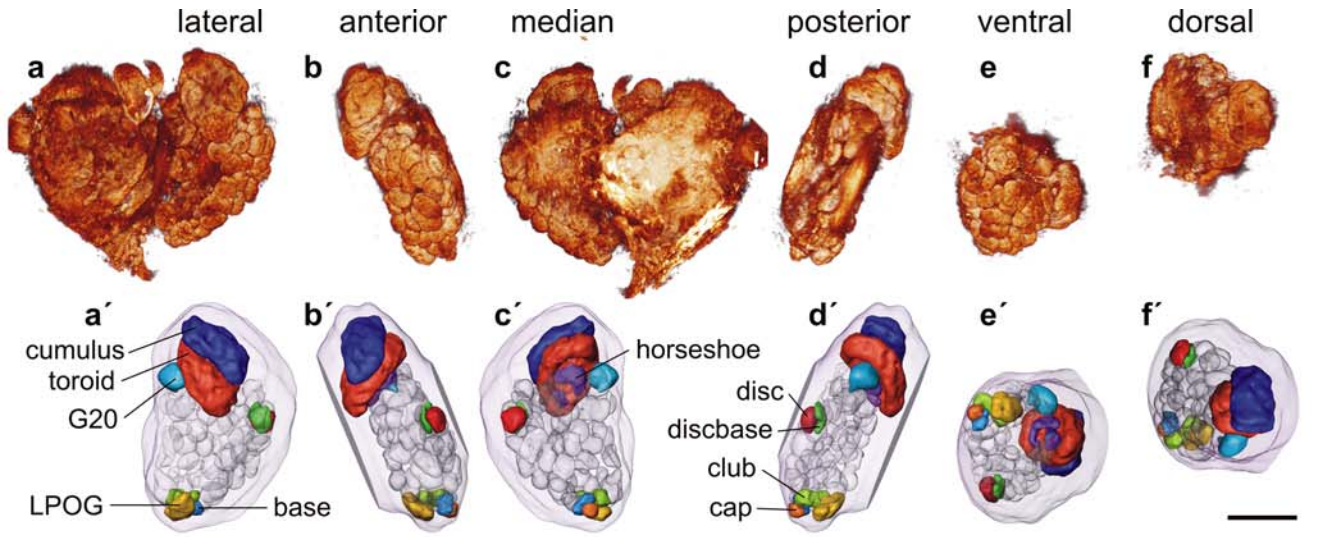 lateral anterior median posterior ventral dorsal
a b c d e f
a´ b´ c´ d´ e´ f´
cumulus
toroid
G20
LPOG
base
horseshoe
disc
discbase
club
cap